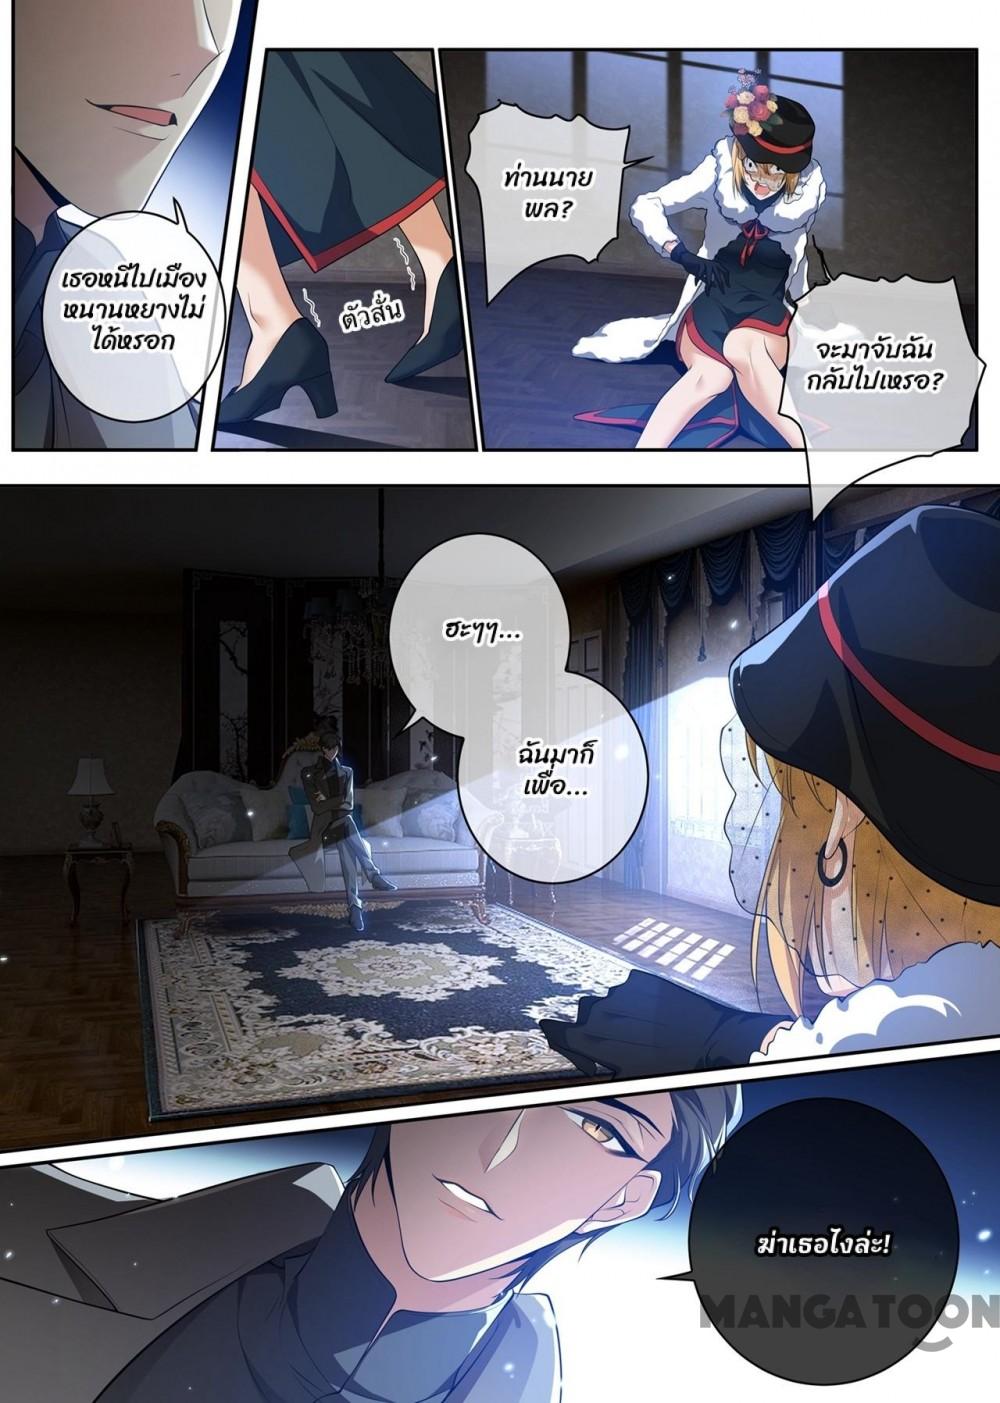 เธอหนีไปเมือง
หนานหยางไม่
ได้หรอก
ตัวสั่น
ท่านนาย
พล?
จะมาจับฉัน
กลับไปเหรอ?
ฮะๆๆ...
ฉันมาก็
เพื่อ...
ฆ่าเธอไงล่ะ!
MANGATOON